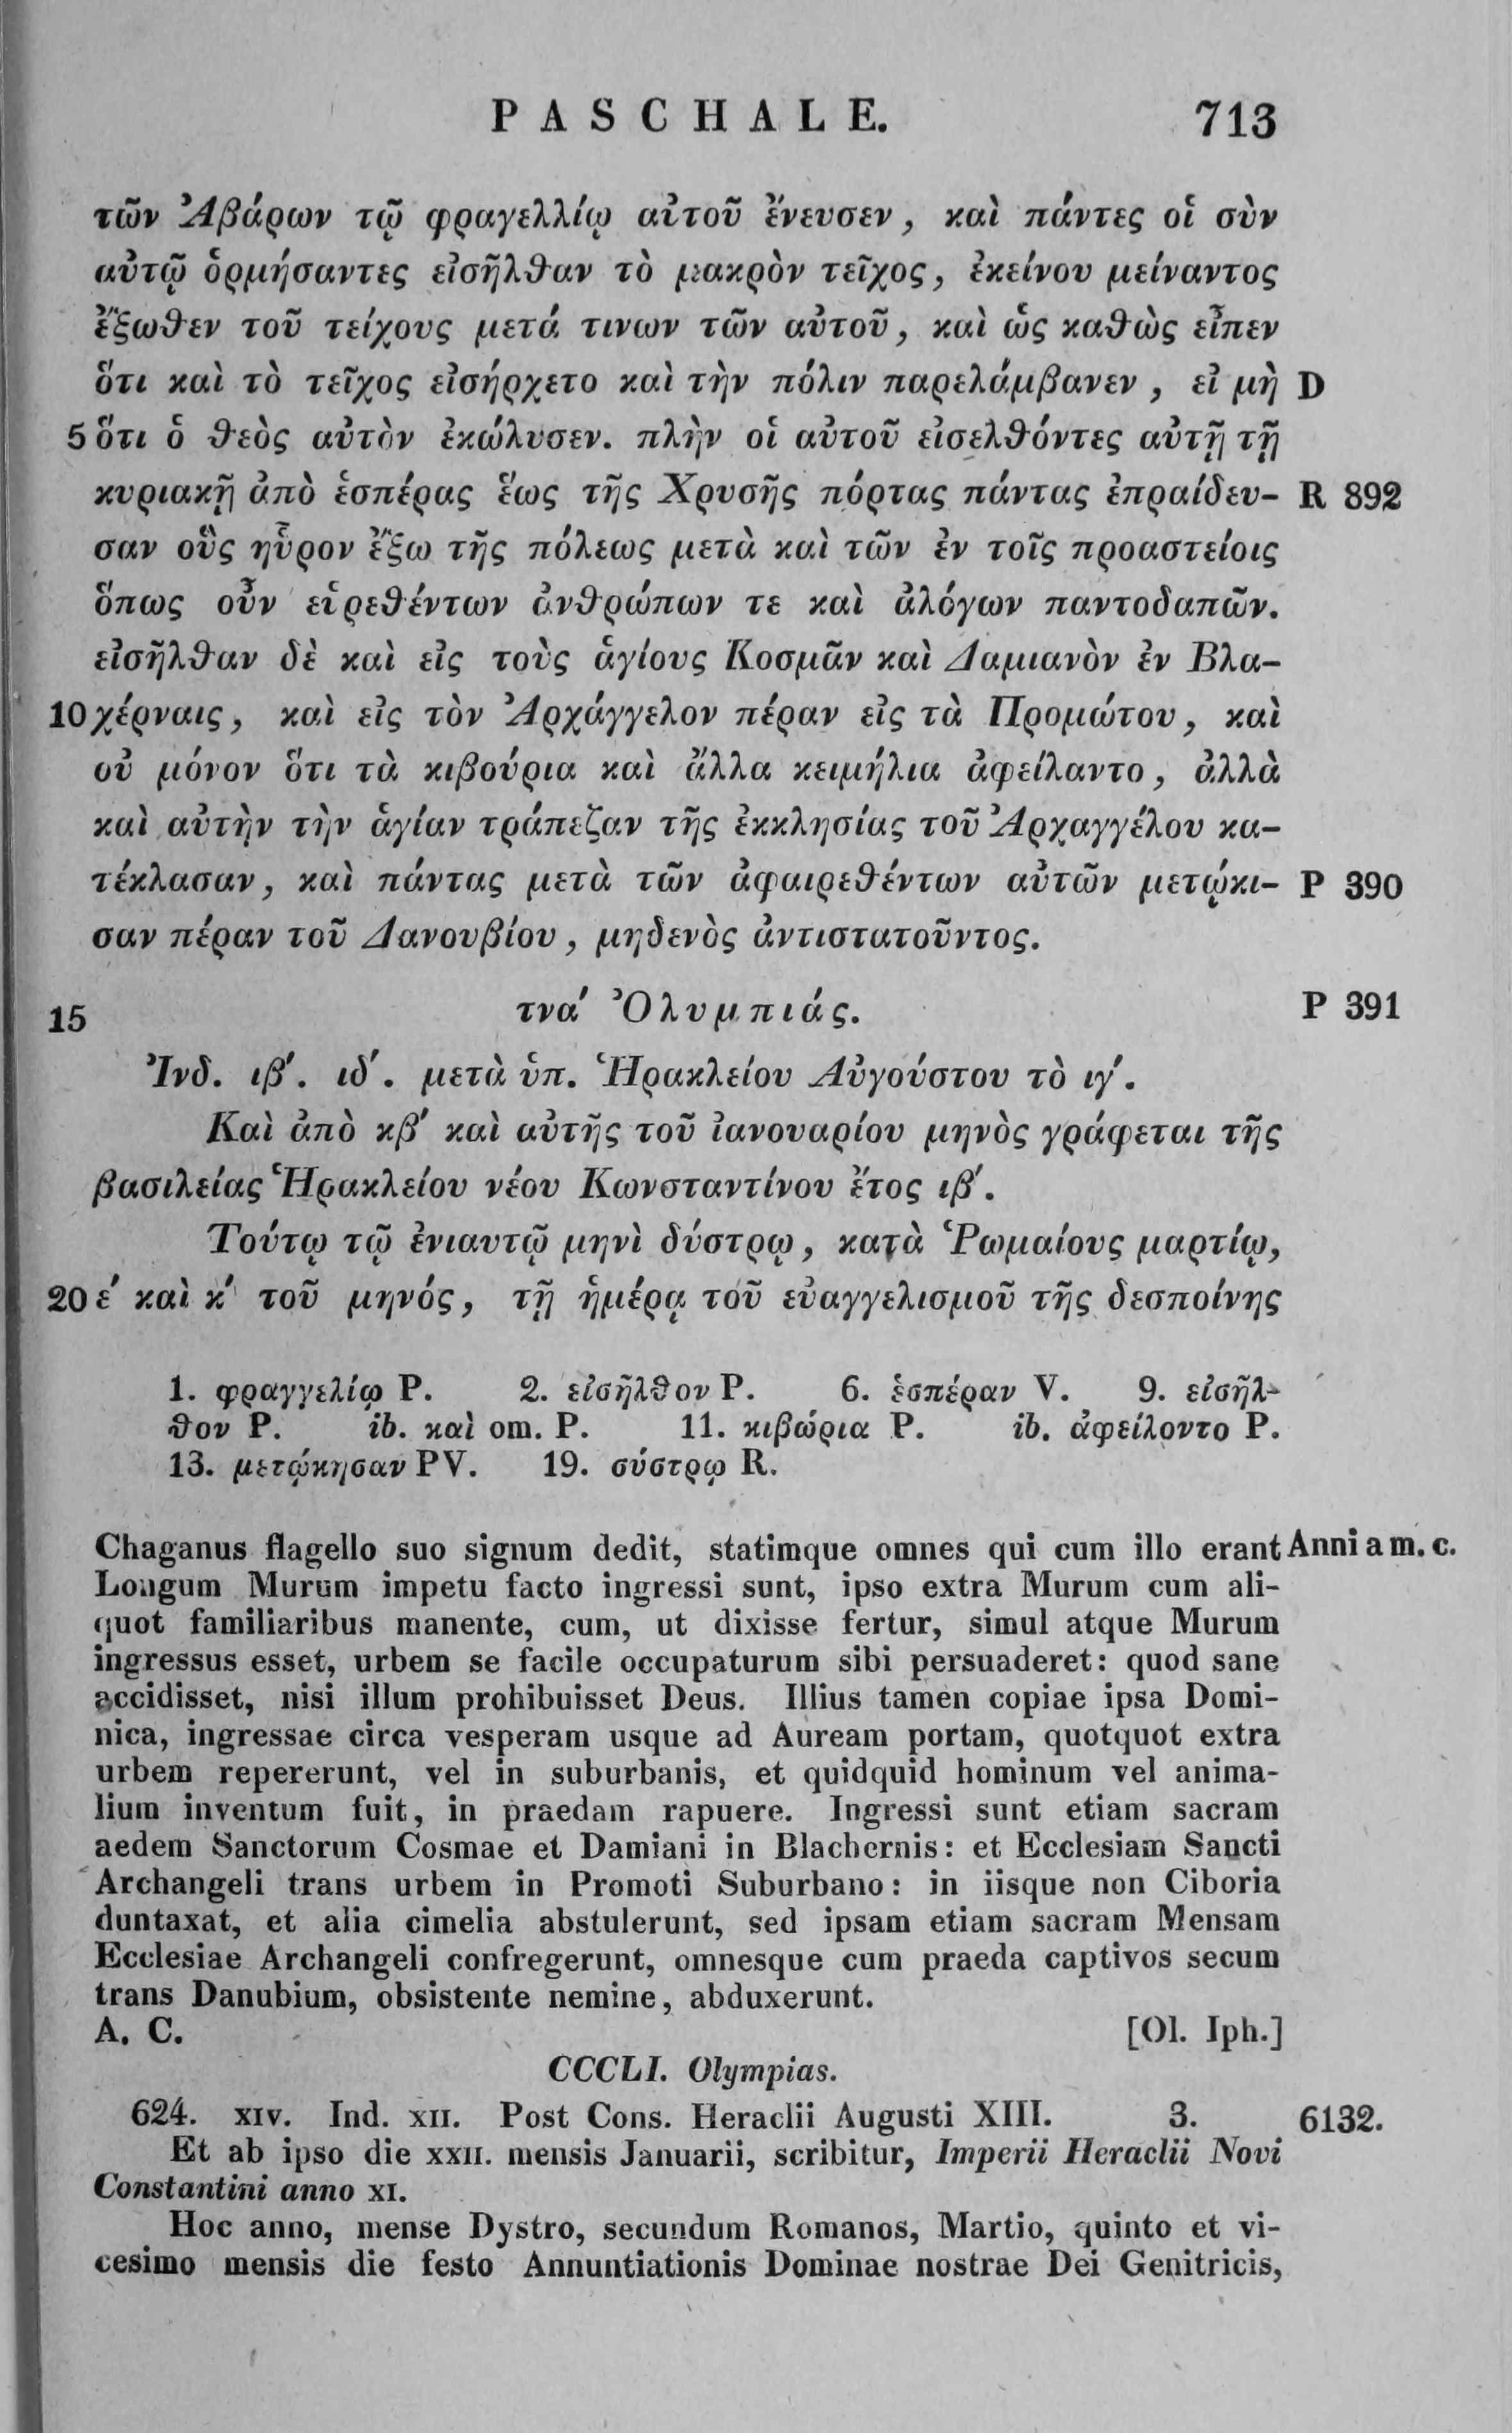 PASCHALE. 713
τῶν Ἀβάρων τῷ φραγελλίῳ αὑτοῦ ἔνευσεν, καὶ πάντες οἱ σὺν
αὐτῷ ὁρμήσαντες εἰσῆλθαν τὸ μακρὸν τεῖχος, ἐκείνου μείναντος
ἔξωθεν τοῦ τείχους μετά τινων τῶν αὐτοῦ, καὶ ὡς καθὼς εἶπεν
ὅτι καὶ τὸ τεῖχος εἰσήρχετο καὶ τὴν πόλιν παρελάμβανεν, εἰ μὴ D
5 ὅτι ὁ θεὸς αὐτὸν ἐκώλυσεν. πλὴν οἱ αὐτοῦ εἰσελθόντες αὐτῇ τῇ
κυριακῇ ἀπὸ ἑσπέρας ἕως τῆς Χρυσῆς πόρτας πάντας ἐπραίδευ- R 892
σαν οὓς ηὗρον ἔξω τῆς πόλεως μετὰ καὶ τῶν ἐν τοῖς προαστείοις
ὅπως οὖν εὑρεθέντων ἀνθρώπων τε καὶ ἀλόγων παντοδαπῶν.
εἰσῆλθαν δὲ καὶ εἰς τοὺς ἁγίους Κοσμᾶν καὶ Δαμιανὸν ἐν Βλα-
10 χέρναις, καὶ εἰς τὸν Ἀρχάγγελον πέραν εἰς τὰ Προμώτου, καὶ
οὐ μόνον ὅτι τὰ κιβούρια καὶ ἄλλα κειμήλια ἀφείλαντο, ἀλλὰ
καὶ αὐτὴν τὴν ἁγίαν τράπεζαν τῆς ἐκκλησίας τοῦ Ἀρχαγγέλου κα-
τέκλασαν, καὶ πάντας μετὰ τῶν ἀφαιρεθέντων αὐτῶν μετῴκι- P 390
σαν πέραν τοῦ Δανουβίου, μηδενὸς ἀντιστατοῦντος.
15 τνα΄ Ὀλυμπιάς. P 391
Ἰνδ. ιβ΄. ιδ΄. μετὰ ὑπ. Ἡρακλείου Αὐγούστου τὸ ιγ΄.
Καὶ ἀπὸ κβ΄ καὶ αὐτῆς τοῦ ἰανουαρίου μηνὸς γράφεται τῆς
βασιλείας Ἡρακλείου νέου Κωνσταντίνου ἔτος ιβ΄.
Τούτῳ τῷ ἐνιαυτῷ μηνὶ δύστρῳ, κατὰ Ῥωμαίους μαρτίῳ,
20 ε΄ καὶ κ΄ τοῦ μηνός, τῇ ἡμέρᾳ τοῦ εὐαγγελισμοῦ τῆς δεσποίνης
1. φραγγελίῳ P. 2. εἰσῆλθον P. 6. ἑσπέραν V. 9. εἰσῆλ-
θον P. ib. καὶ om. P. 11. κιβώρια P. ib. ἀφείλοντο P.
13. μετῴκησαν PV. 19. σύστρῳ R.
Chaganus flagello suo signum dedit, statimque omnes qui cum illo erant Anni a m. c.
Longum Murum impetu facto ingressi sunt, ipso extra Murum cum ali-
quot familiaribus manente, cum, ut dixisse fertur, simul atque Murum
ingressus esset, urbem se facile occupaturum sibi persuaderet: quod sane
accidisset, nisi illum prohibuisset Deus. Illius tamen copiae ipsa Domi-
nica, ingressae circa vesperam usque ad Auream portam, quotquot extra
urbem repererunt, vel in suburbanis, et quidquid hominum vel anima-
lium inventum fuit, in praedam rapuere. Ingressi sunt etiam sacram
aedem Sanctorum Cosmae et Damiani in Blachernis: et Ecclesiam Sancti
Archangeli trans urbem in Promoti Suburbano: in iisque non Ciboria
duntaxat, et alia cimelia abstulerunt, sed ipsam etiam sacram Mensam
Ecclesiae Archangeli confregerunt, omnesque cum praeda captivos secum
trans Danubium, obsistente nemine, abduxerunt.
A. C. [Ol. Iph.]
CCCLI. Olympias.
624. XIV. Ind. XII. Post Cons. Heraclii Augusti XIII. 3. 6132.
Et ab ipso die XXII. mensis Januarii, scribitur, Imperii Heraclii Novi
Constantini anno XI.
Hoc anno, mense Dystro, secundum Romanos, Martio, quinto et vi-
cesimo mensis die festo Annuntiationis Dominae nostrae Dei Genitricis,